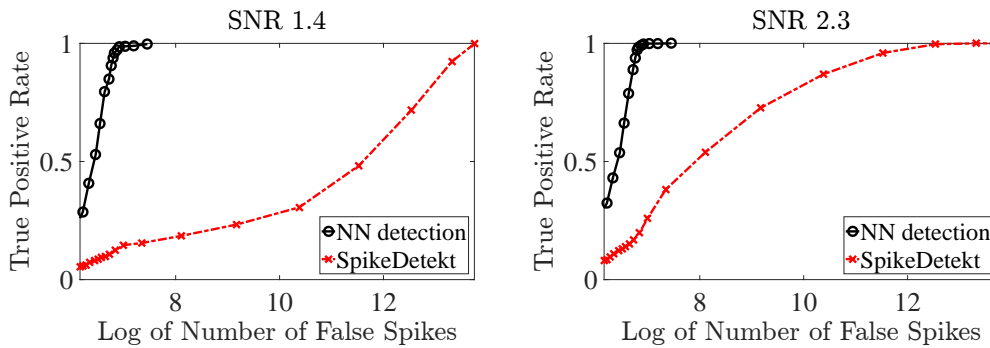 SNR 1.4
True Positive Rate
1
0.5
0
8
10
12
Log of Number of False Spikes
NN detection
SpikeDetekt
SNR 2.3
True Positive Rate
1
0.5
0
8
10
12
Log of Number of False Spikes
NN detection
SpikeDetekt